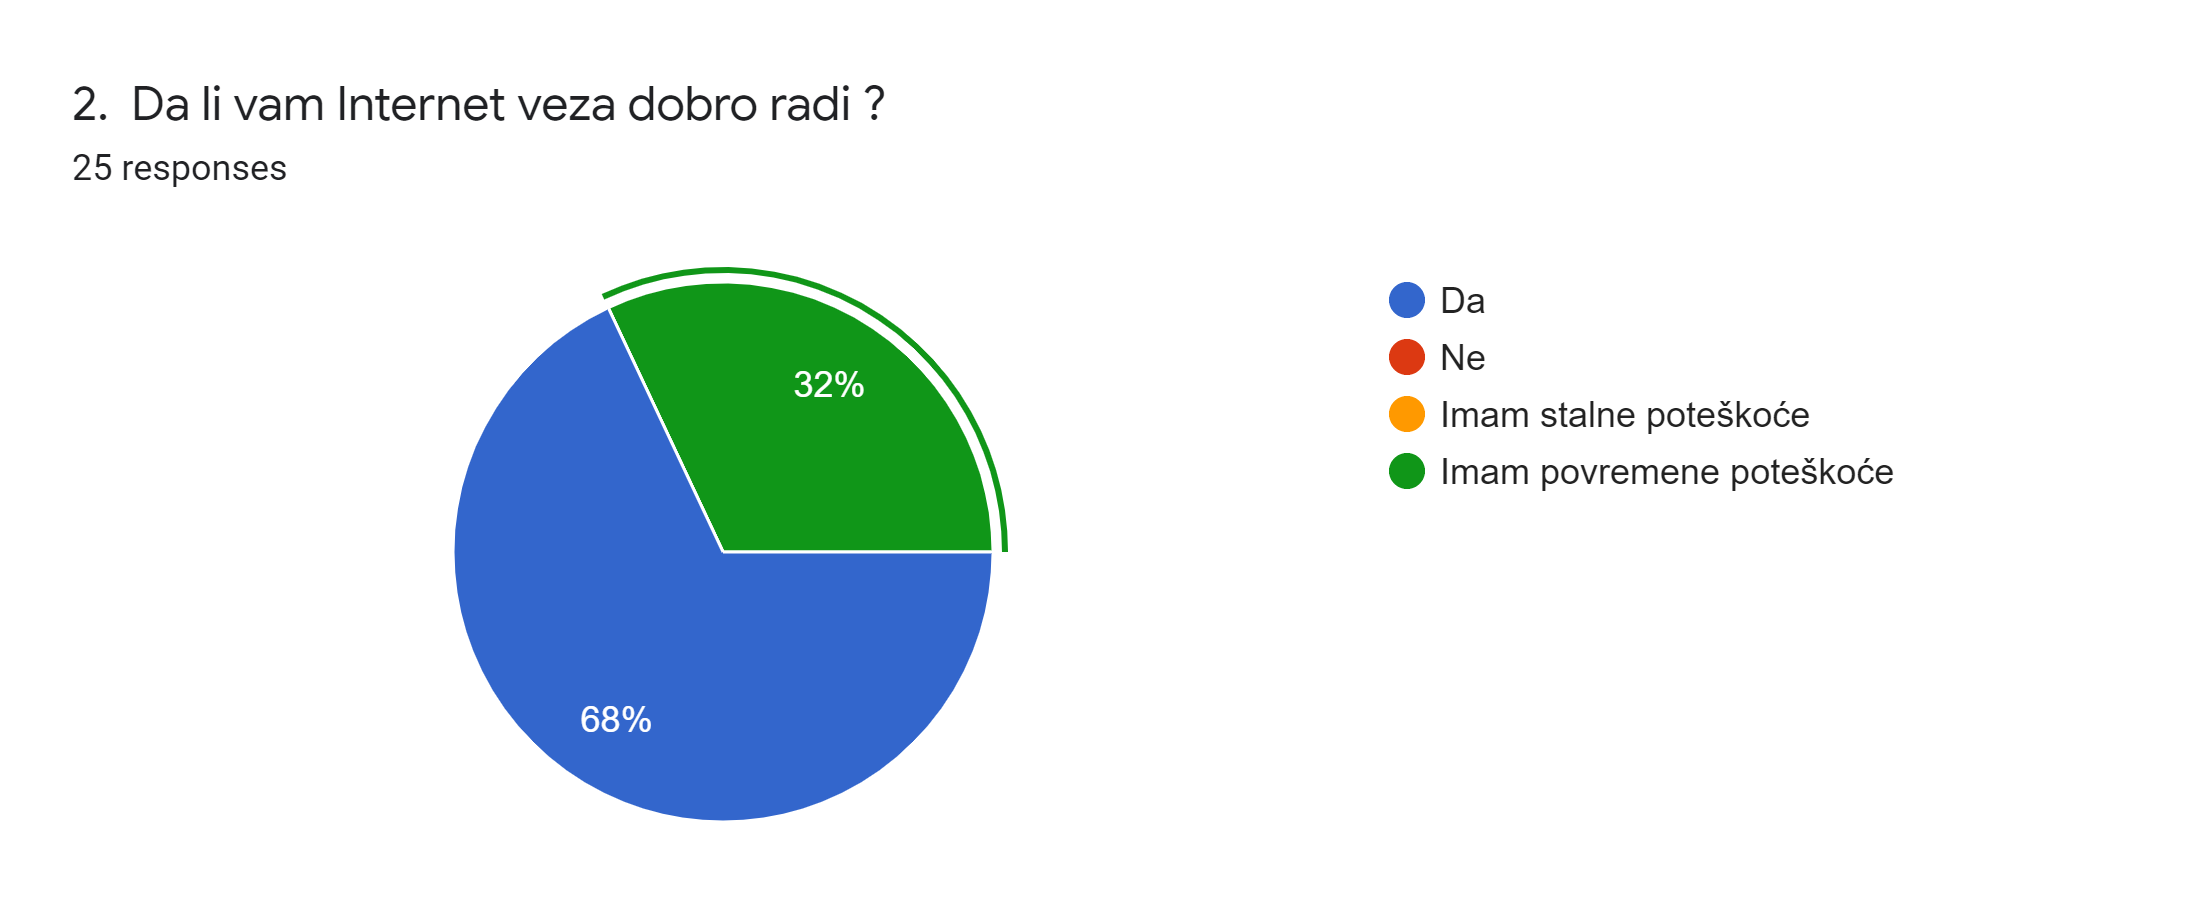 2. Da li vam Internet veza dobro radi ?
25 responses
32%
68%
Da
Ne
Imam stalne poteškoće
Imam povremene poteškoće